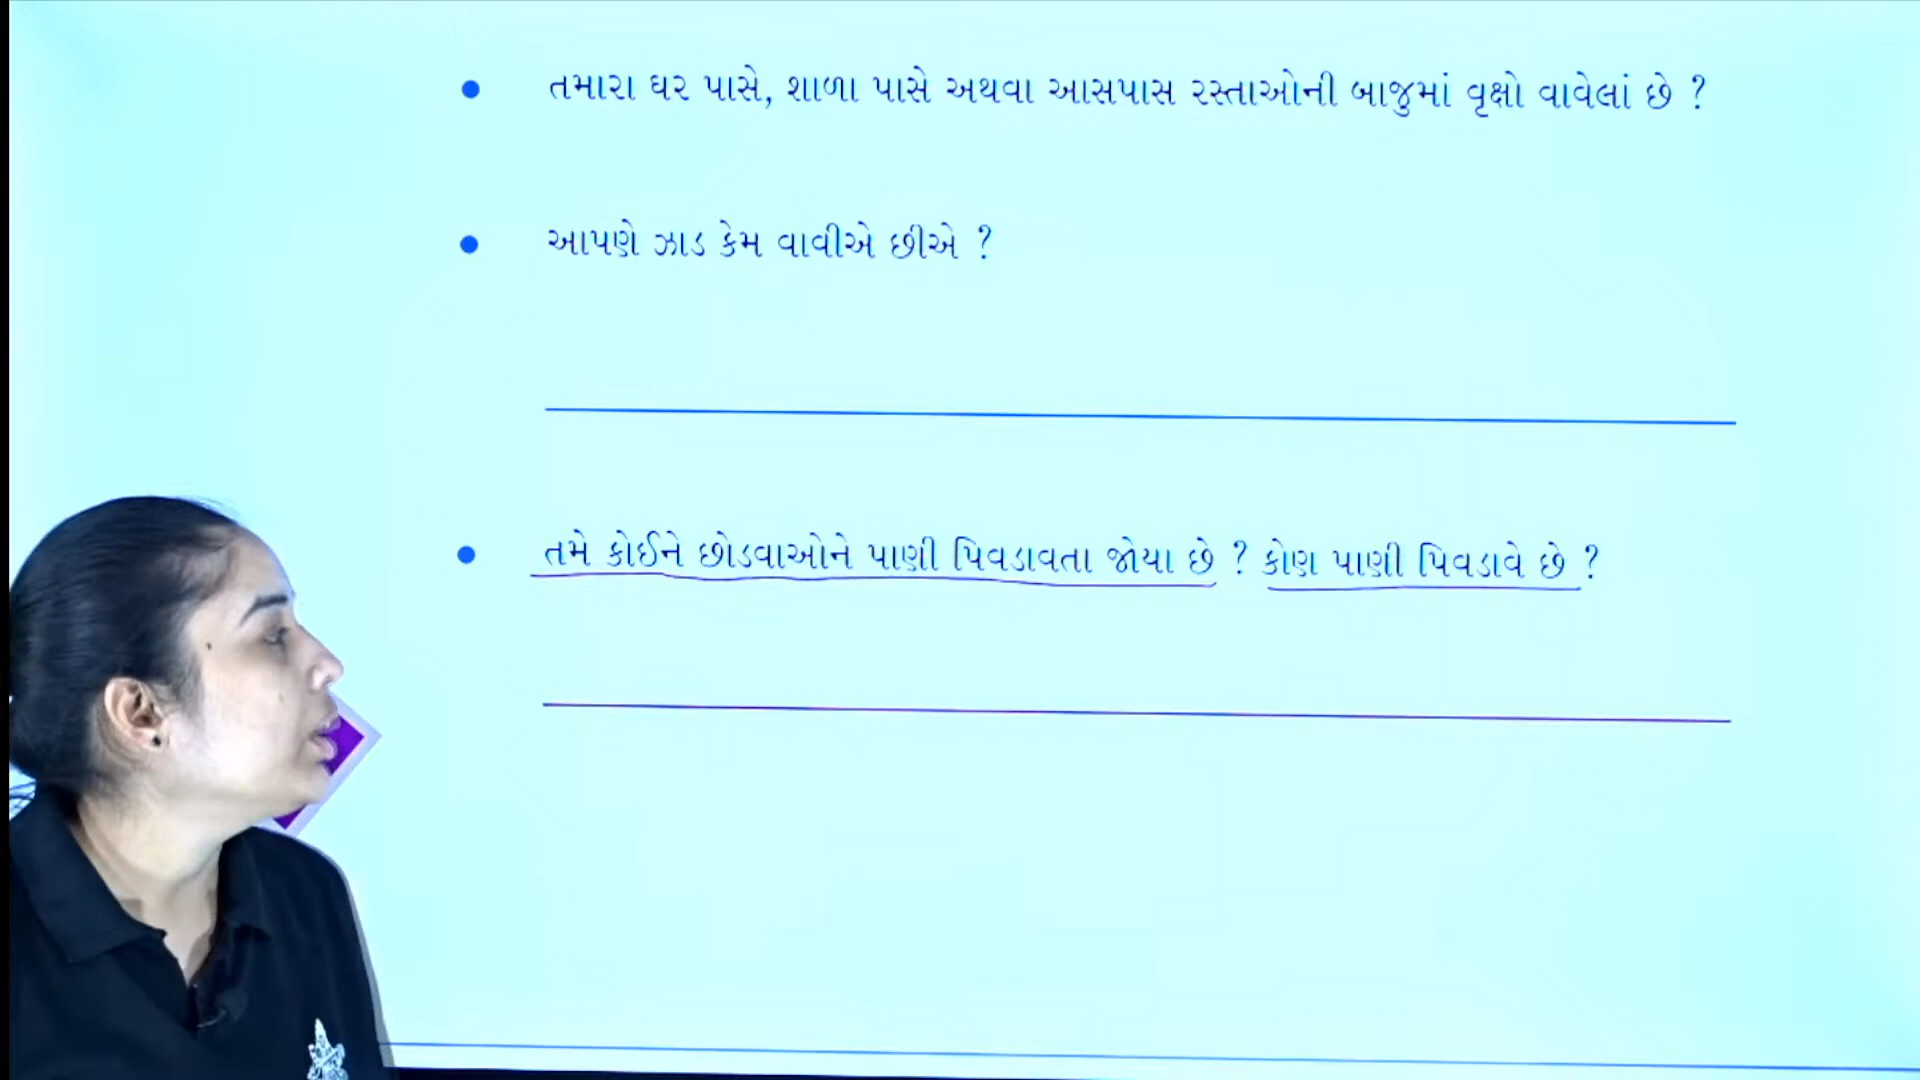 • તમારા ઘર પાસે, શાળા પાસે અથવા આસપાસ રસ્તાઓની બાજુમાં વૃક્ષો વાવેલાં છે ?
• આપણે ઝાડ કેમ વાવીએ છીએ ?
• તમે કોઈને છોડવાઓને પાણી પિવડાવતા જોયા છે ? કોણ પાણી પિવડાવે છે ?